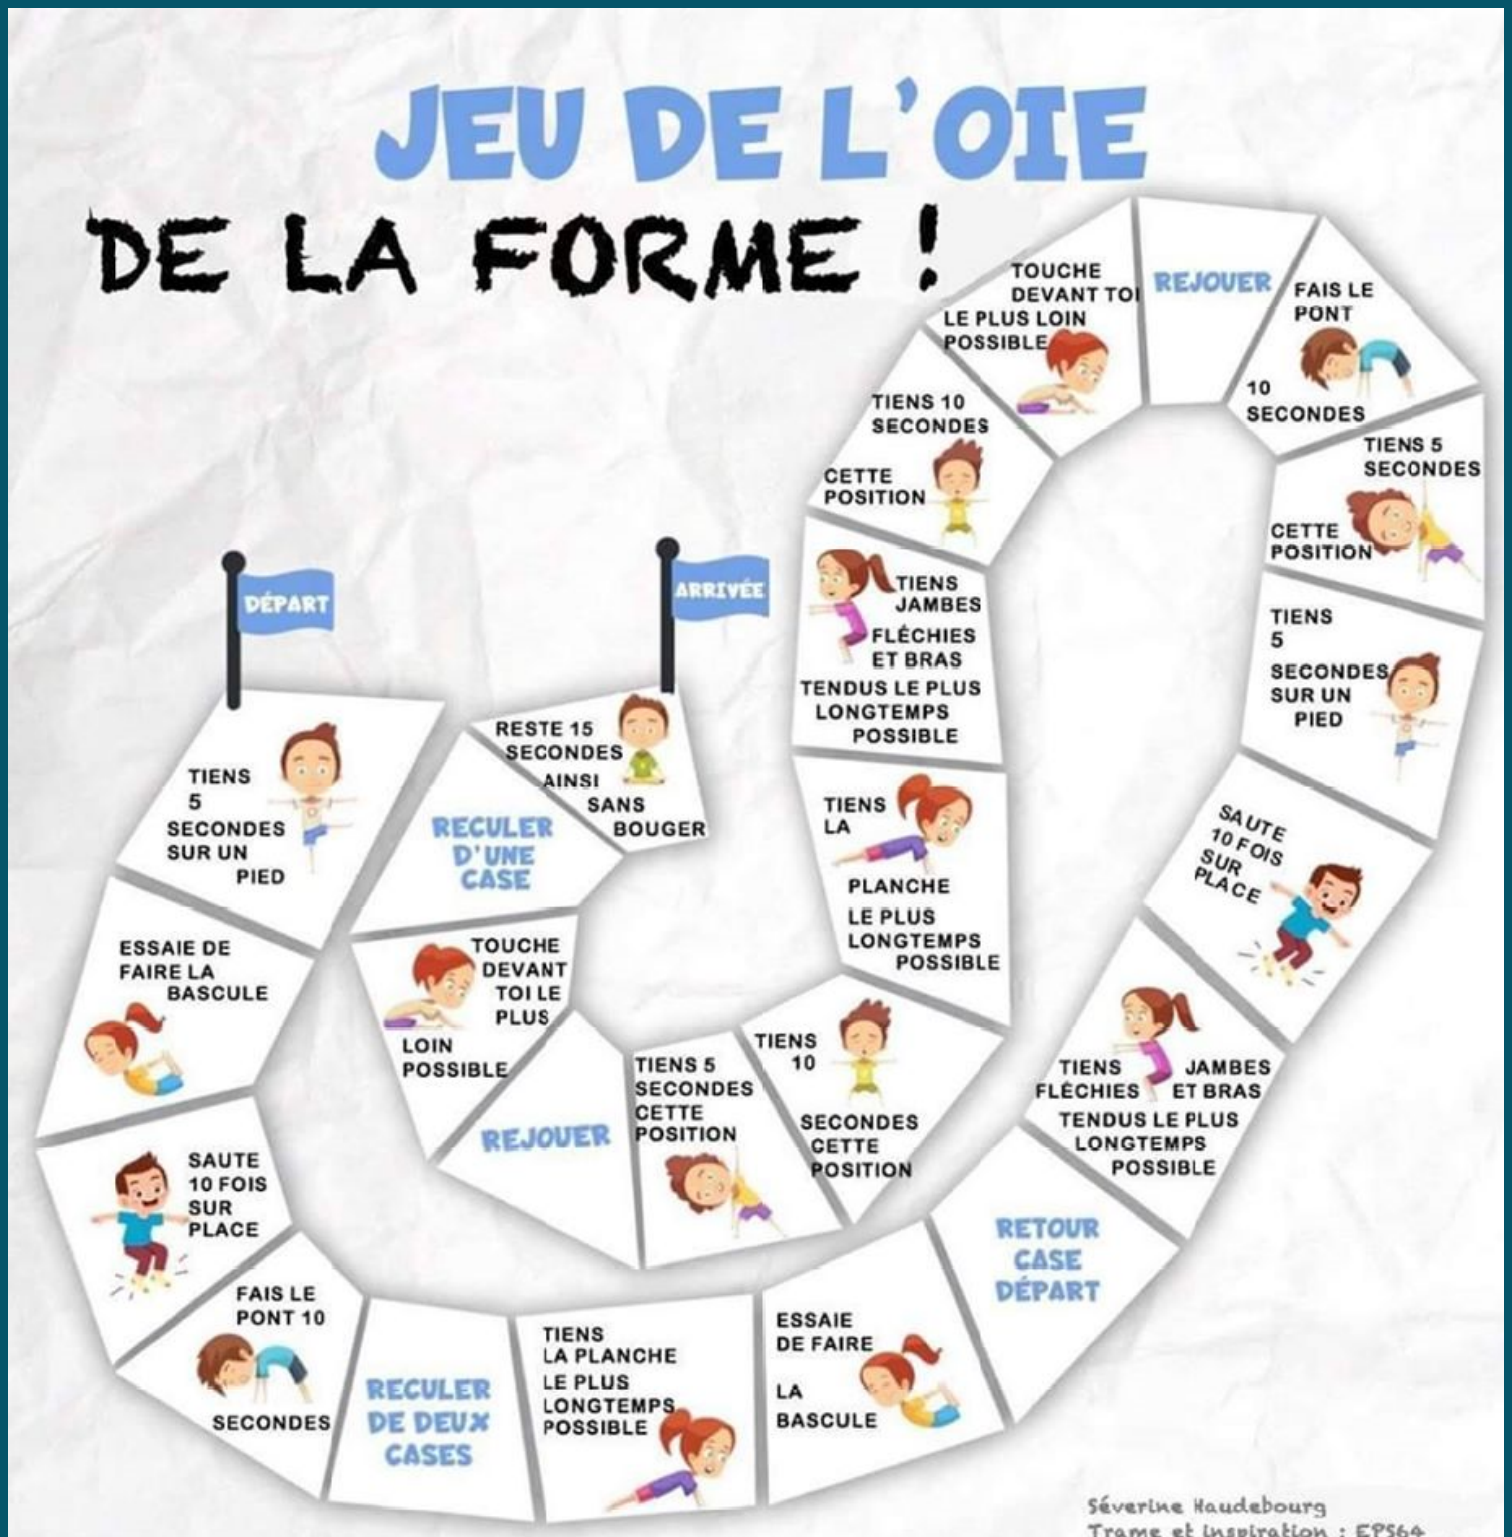 JEU DE L'OIE
DE LA FORME !
DÉPART
TIENS
5
SECONDES
SUR UN
PIED
ESSAIE DE
FAIRE LA
BASCULE
SAUTE
10 FOIS
SUR
PLACE
FAIS LE
PONT 10
SECONDES
RECULER
DE DEUX
CASES
TIENS
LA PLANCHE
LE PLUS
LONGTEMPS
POSSIBLE
ESSAIE
DE FAIRE
LA
BASCULE
RETOUR
CASE
DÉPART
TIENS JAMBES
FLÉCHIES ET BRAS
TENDUS LE PLUS
LONGTEMPS
POSSIBLE
SAUTE
10 FOIS
SUR
PLACE
TIENS
5
SECONDES
SUR UN
PIED
TIENS 5
SECONDES
CETTE
POSITION
FAIS LE
PONT
10
SECONDES
REJOUER
TOUCHE
DEVANT TOI
LE PLUS LOIN
POSSIBLE
TIENS 10
SECONDES
CETTE
POSITION
TIENS
JAMBES
FLÉCHIES
ET BRAS
TENDUS LE PLUS
LONGTEMPS
POSSIBLE
TIENS
LA
PLANCHE
LE PLUS
LONGTEMPS
POSSIBLE
TIENS
10
SECONDES
CETTE
POSITION
TIENS 5
SECONDES
CETTE
POSITION
REJOUER
TOUCHE
DEVANT
TOI LE
PLUS
LOIN
POSSIBLE
RECULER
D'UNE
CASE
RESTE 15
SECONDES
AINSI
SANS
BOUGER
ARRIVÉE
Séverine Haudebourg
Trame et inspiration : EPS64